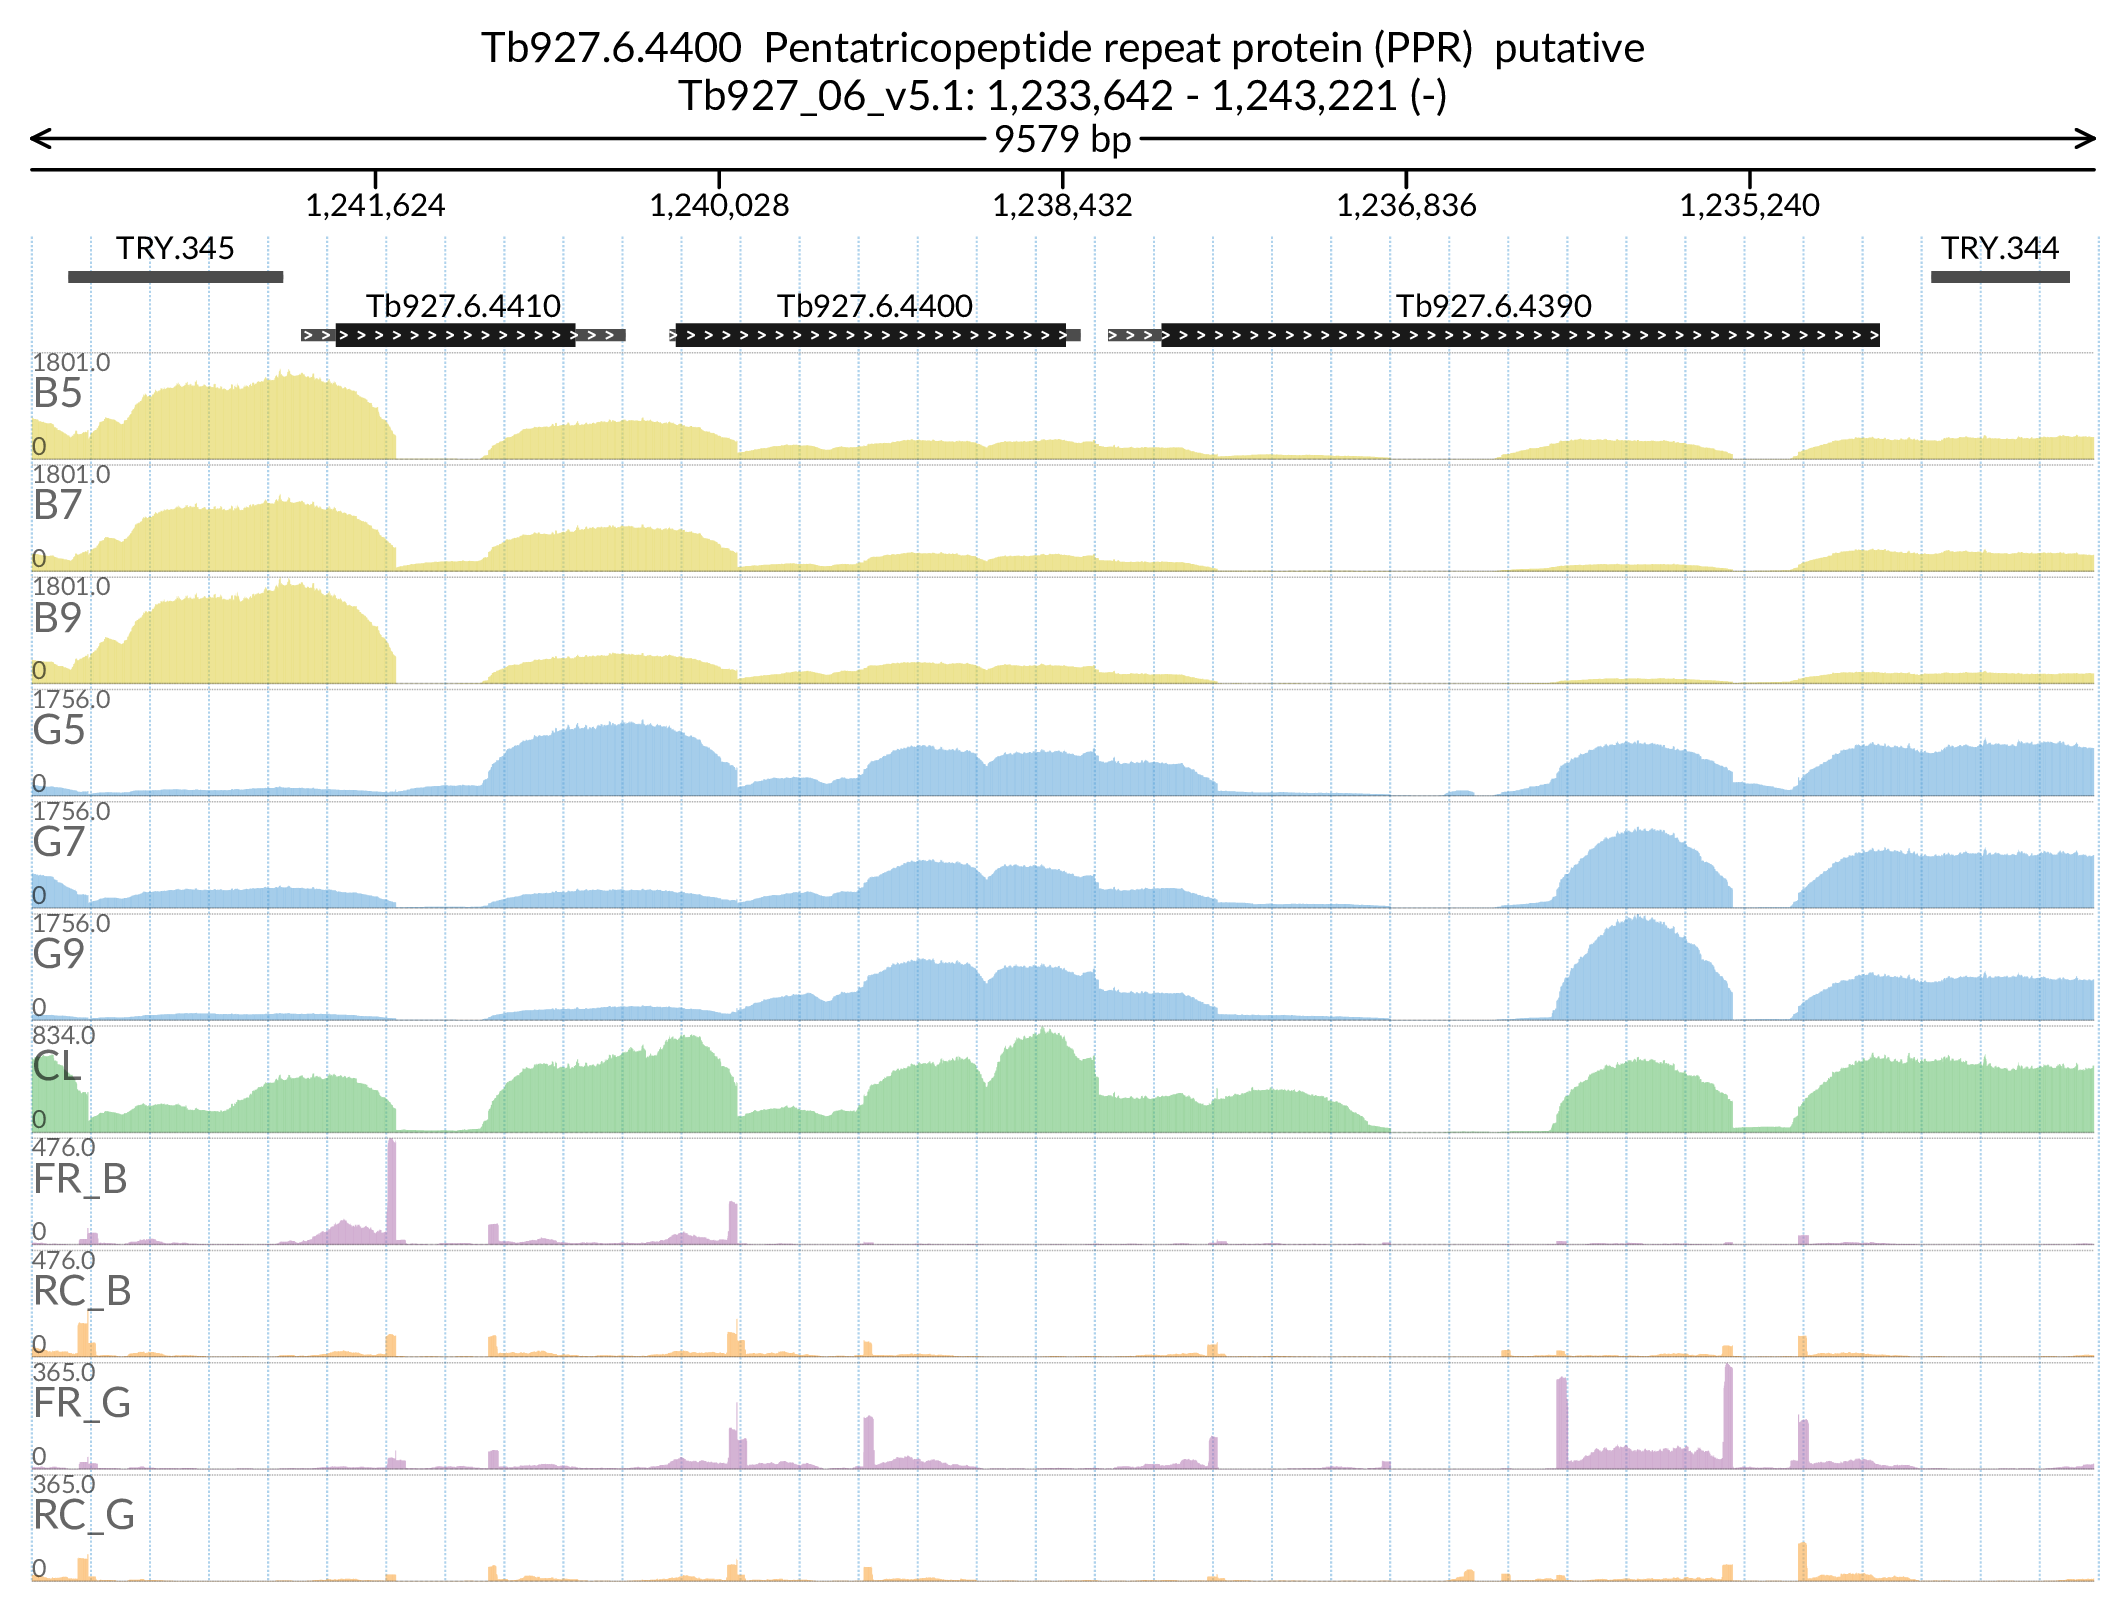 Tb927.6.4400  Pentatricopeptide repeat protein (PPR)  putative
Tb927_06_v5.1: 1,233,642 - 1,243,221 (-)
9579 bp
1,241,624 1,240,028 1,238,432 1,236,836 1,235,240
TRY.345 TRY.344
Tb927.6.4410 Tb927.6.4400 Tb927.6.4390
1801.0
B5
0
1801.0
B7
0
1801.0
B9
0
1756.0
G5
0
1756.0
G7
0
1756.0
G9
0
834.0
CL
0
476.0
FR_B
0
476.0
RC_B
0
365.0
FR_G
0
365.0
RC_G
0